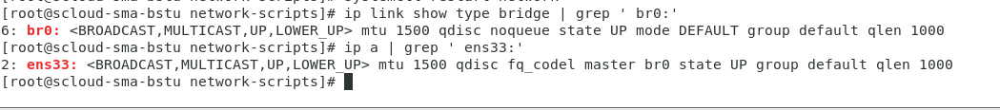 [root@scloud-sma-bstu network-scripts]# ip link show type bridge | grep ' br0:'
6: br0: <BROADCAST,MULTICAST,UP,LOWER_UP> mtu 1500 qdisc noqueue state UP mode DEFAULT group default qlen 1000
[root@scloud-sma-bstu network-scripts]# ip a | grep ' ens33:'
2: ens33: <BROADCAST,MULTICAST,UP,LOWER_UP> mtu 1500 qdisc fq_codel master br0 state UP group default qlen 1000
[root@scloud-sma-bstu network-scripts]#